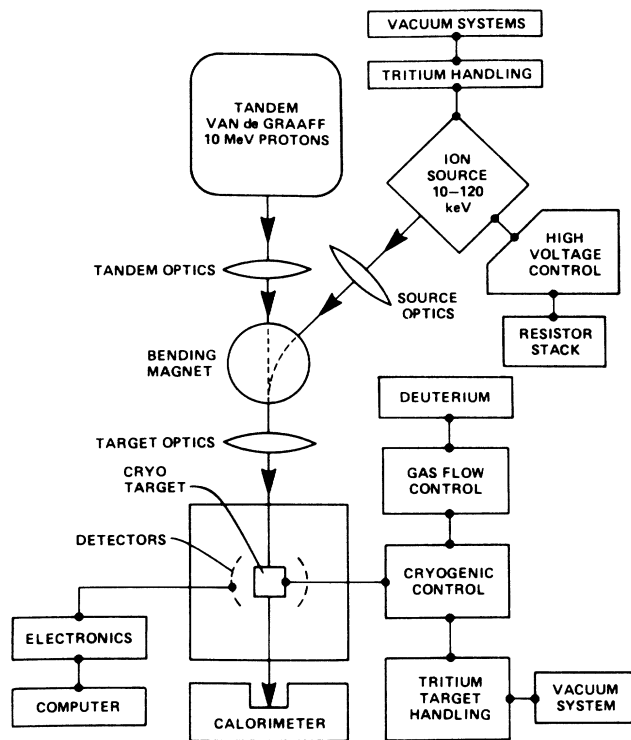 VACUUM SYSTEMS
TRITIUM HANDLING
TANDEM
VAN de GRAAFF
10 MeV PROTONS
ION
SOURCE
10–120
keV
HIGH
VOLTAGE
CONTROL
RESISTOR
STACK
TANDEM OPTICS
SOURCE
OPTICS
BENDING
MAGNET
DEUTERIUM
TARGET OPTICS
GAS FLOW
CONTROL
CRYO
TARGET
DETECTORS
CRYOGENIC
CONTROL
ELECTRONICS
COMPUTER
CALORIMETER
TRITIUM
TARGET
HANDLING
VACUUM
SYSTEM